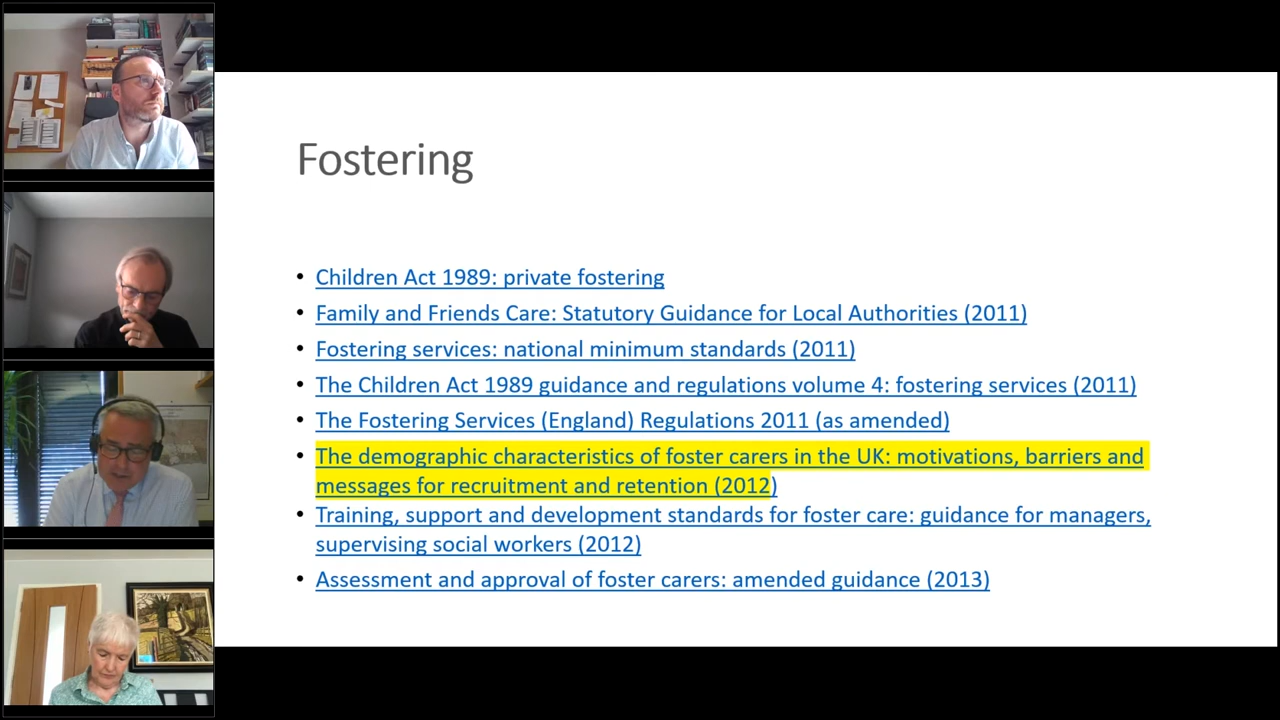 Fostering
• Children Act 1989: private fostering
• Family and Friends Care: Statutory Guidance for Local Authorities (2011)
• Fostering services: national minimum standards (2011)
• The Children Act 1989 guidance and regulations volume 4: fostering services (2011)
• The Fostering Services (England) Regulations 2011 (as amended)
• The demographic characteristics of foster carers in the UK: motivations, barriers and
messages for recruitment and retention (2012)
• Training, support and development standards for foster care: guidance for managers,
supervising social workers (2012)
• Assessment and approval of foster carers: amended guidance (2013)